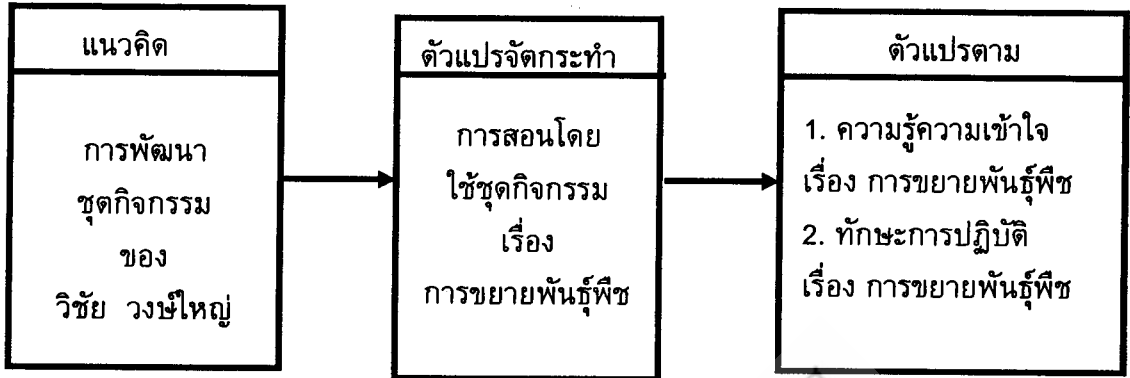 แนวคิด
การพัฒนา
ชุดกิจกรรม
ของ
วิชัย วงษ์ใหญ่
ตัวแปรจัดกระทำ
การสอนโดย
ใช้ชุดกิจกรรม
เรื่อง
การขยายพันธุ์พืช
ตัวแปรตาม
1. ความรู้ความเข้าใจ
เรื่อง การขยายพันธุ์พืช
2. ทักษะการปฏิบัติ
เรื่อง การขยายพันธุ์พืช